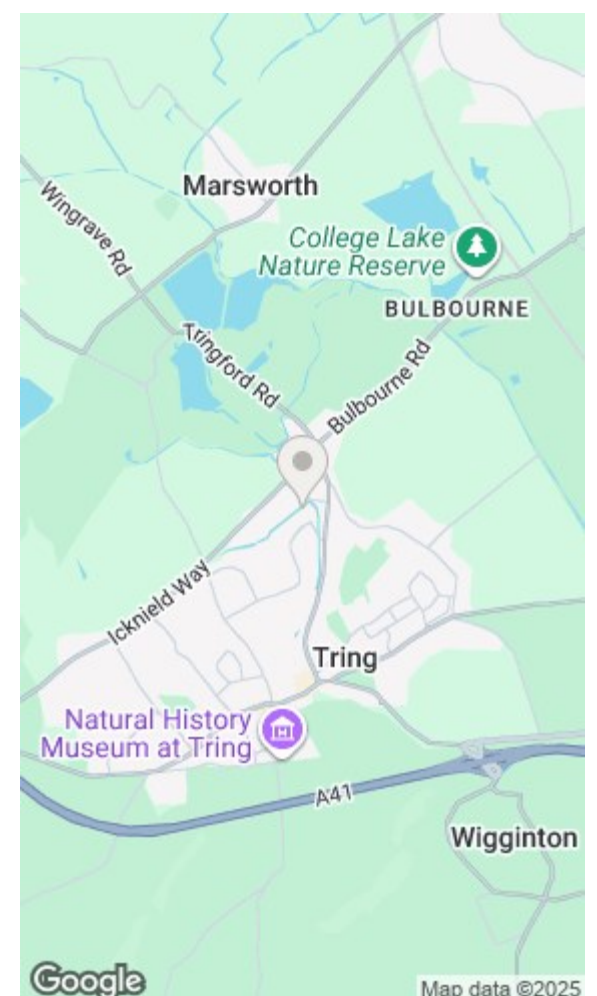 Marsworth
Wingrave Rd
College Lake
Nature Reserve
BULBOURNE
Tringford Rd
Bulbourne Rd
Icknield Way
Tring
Natural History
Museum at Tring
A41
Wigginton
Google
Map data ©2025